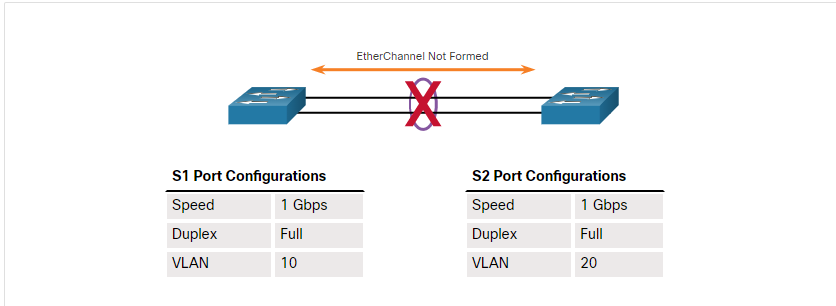 EtherChannel Not Formed
S1 Port Configurations
Speed 1 Gbps
Duplex Full
VLAN 10
S2 Port Configurations
Speed 1 Gbps
Duplex Full
VLAN 20